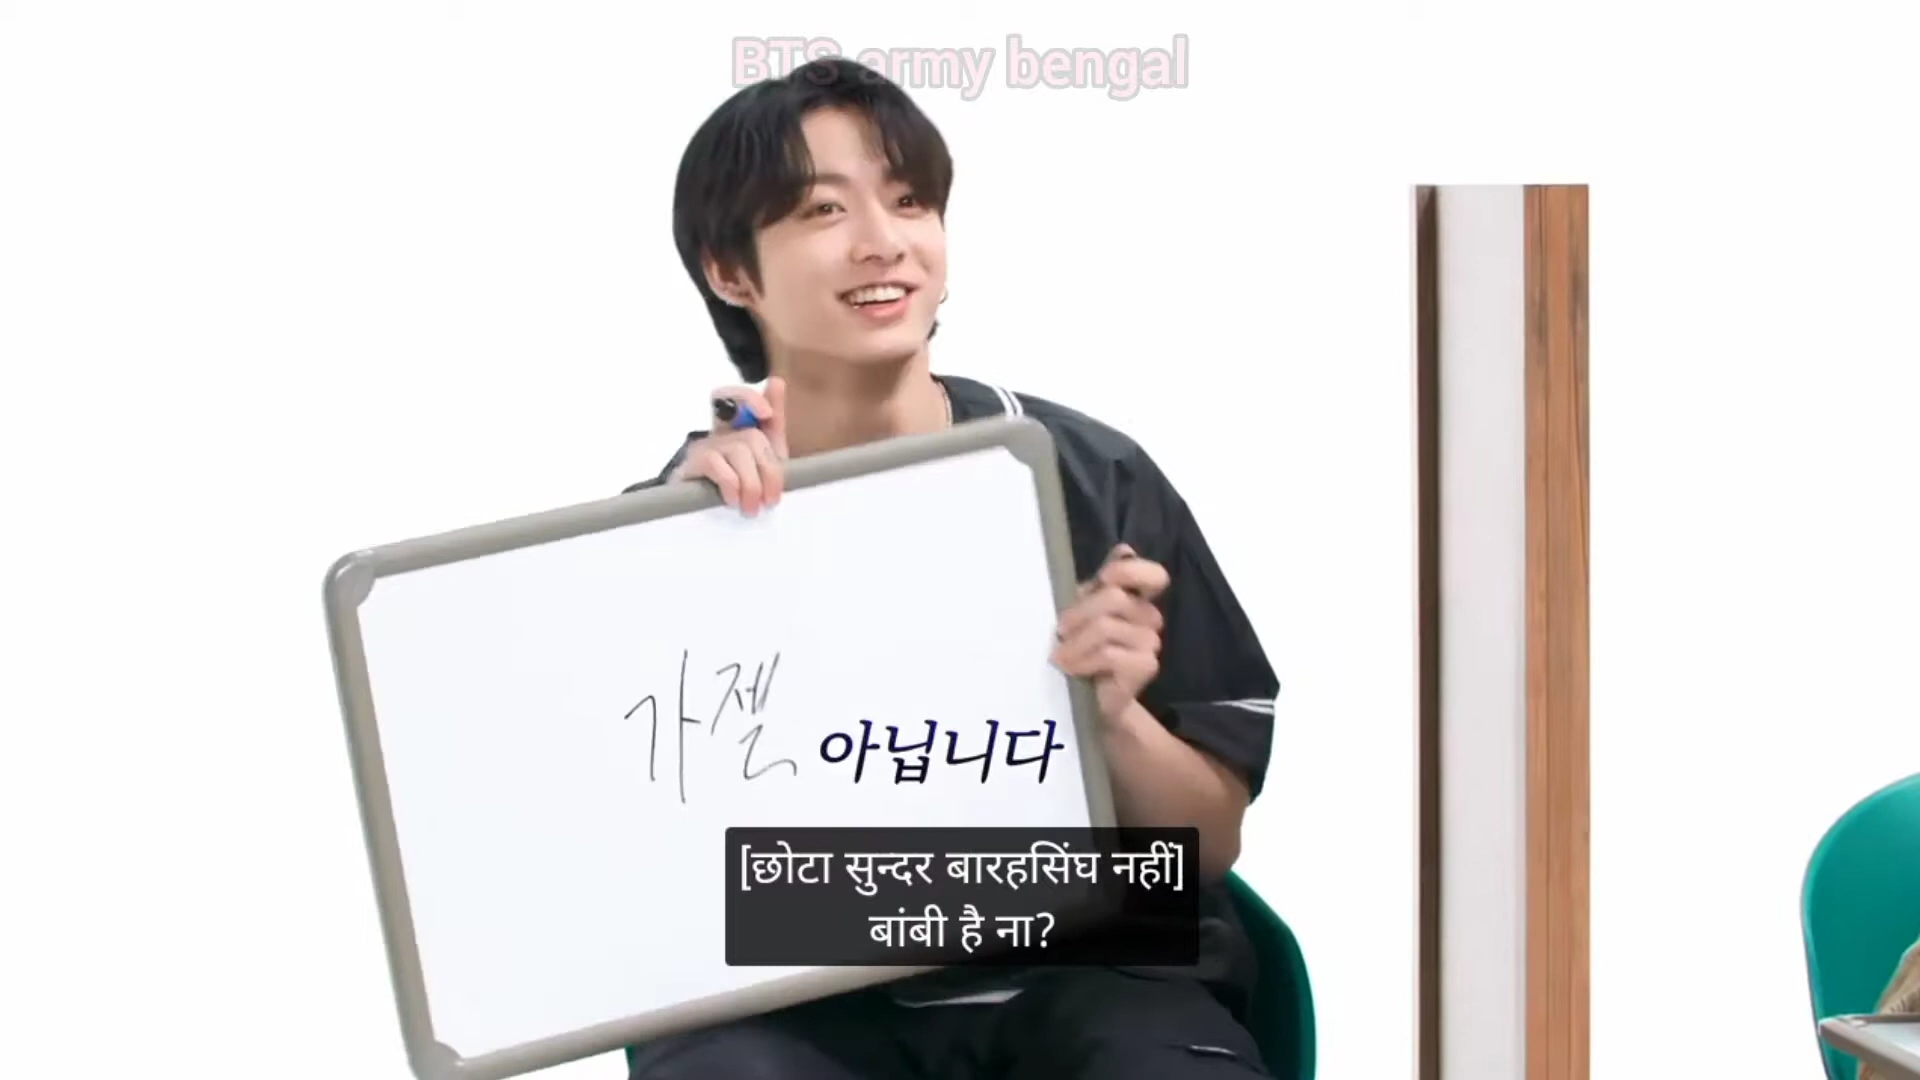 BTS army bengal
가젤 아닙니다
[छोटा सुन्दर बारहसिंघ नहीं]
बांबी है ना?